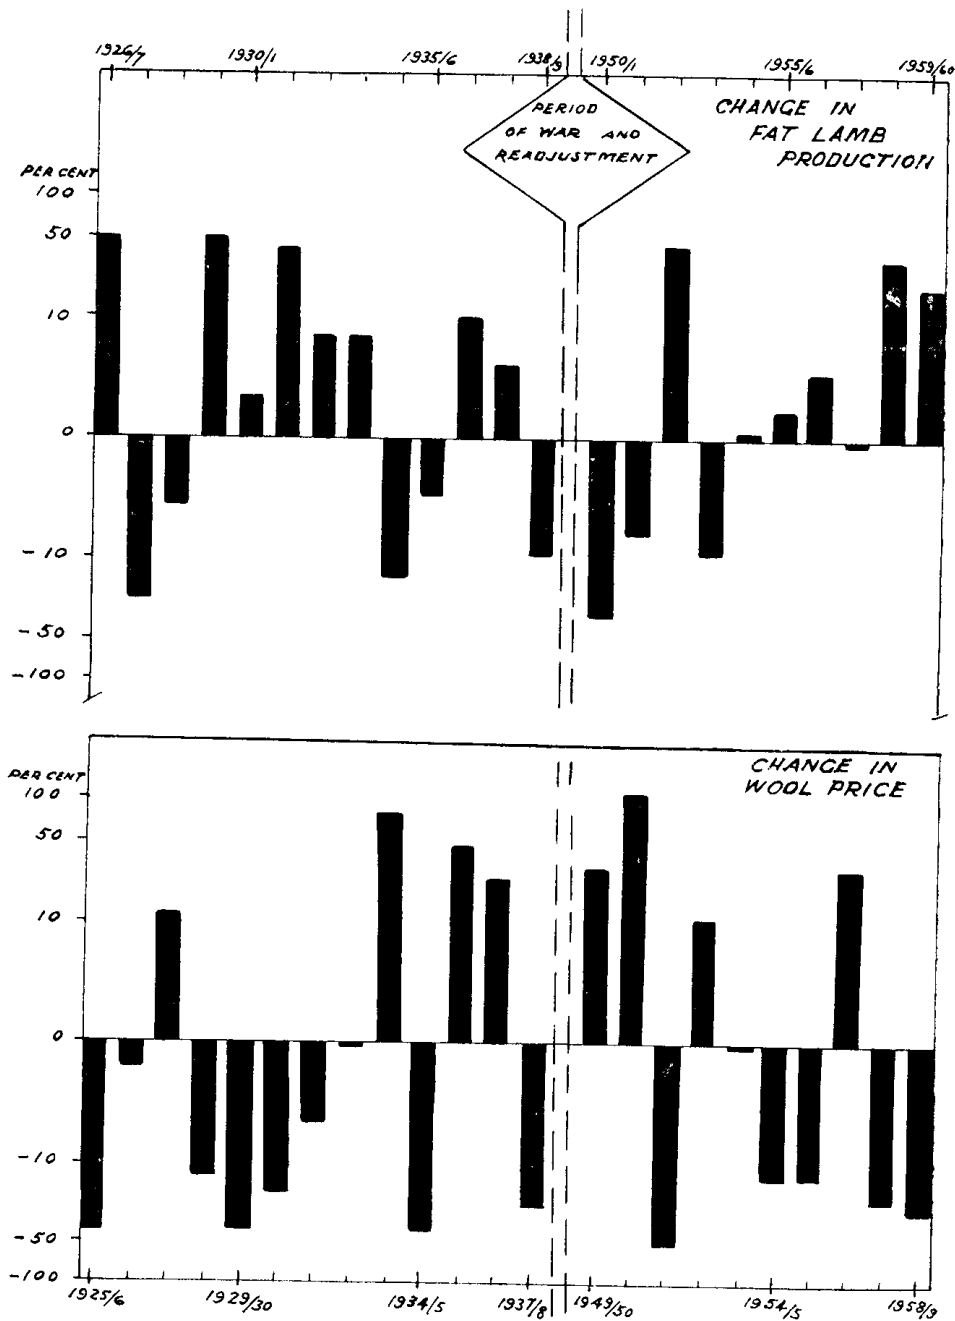 1926/7 1930/1 1935/6 1938/9 1950/1 1955/6 1959/60
PERIOD
OF WAR AND
READJUSTMENT
CHANGE IN
FAT LAMB
PRODUCTION
PER CENT
100
50
10
0
-10
-50
-100
CHANGE IN
WOOL PRICE
PER CENT
100
50
10
0
-10
-50
-100
1925/6 1929/30 1934/5 1937/8 1949/50 1954/5 1958/9